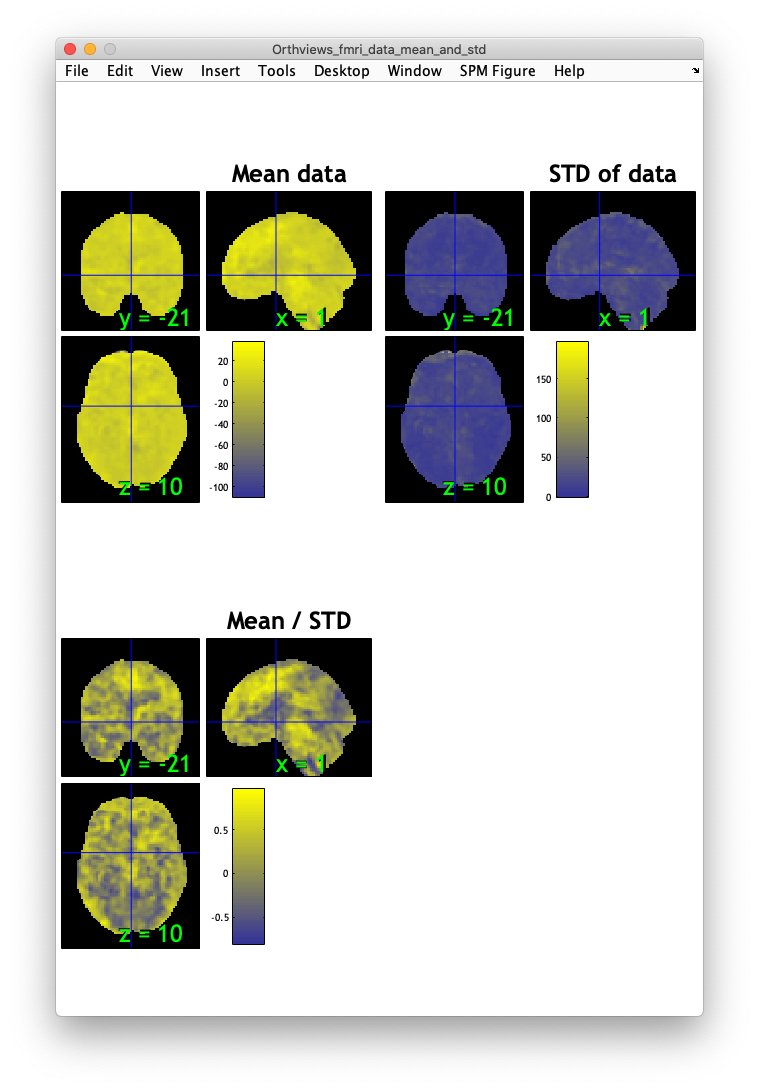 Orthviews_fmri_data_mean_and_std
File Edit View Insert Tools Desktop Window SPM Figure Help
Mean data
y = -21
x = 1
z = 10
20
0
-20
-40
-60
-80
-100
STD of data
y = -21
x = 1
z = 10
150
100
50
0
Mean / STD
y = -21
x = 1
z = 10
0.5
0
-0.5